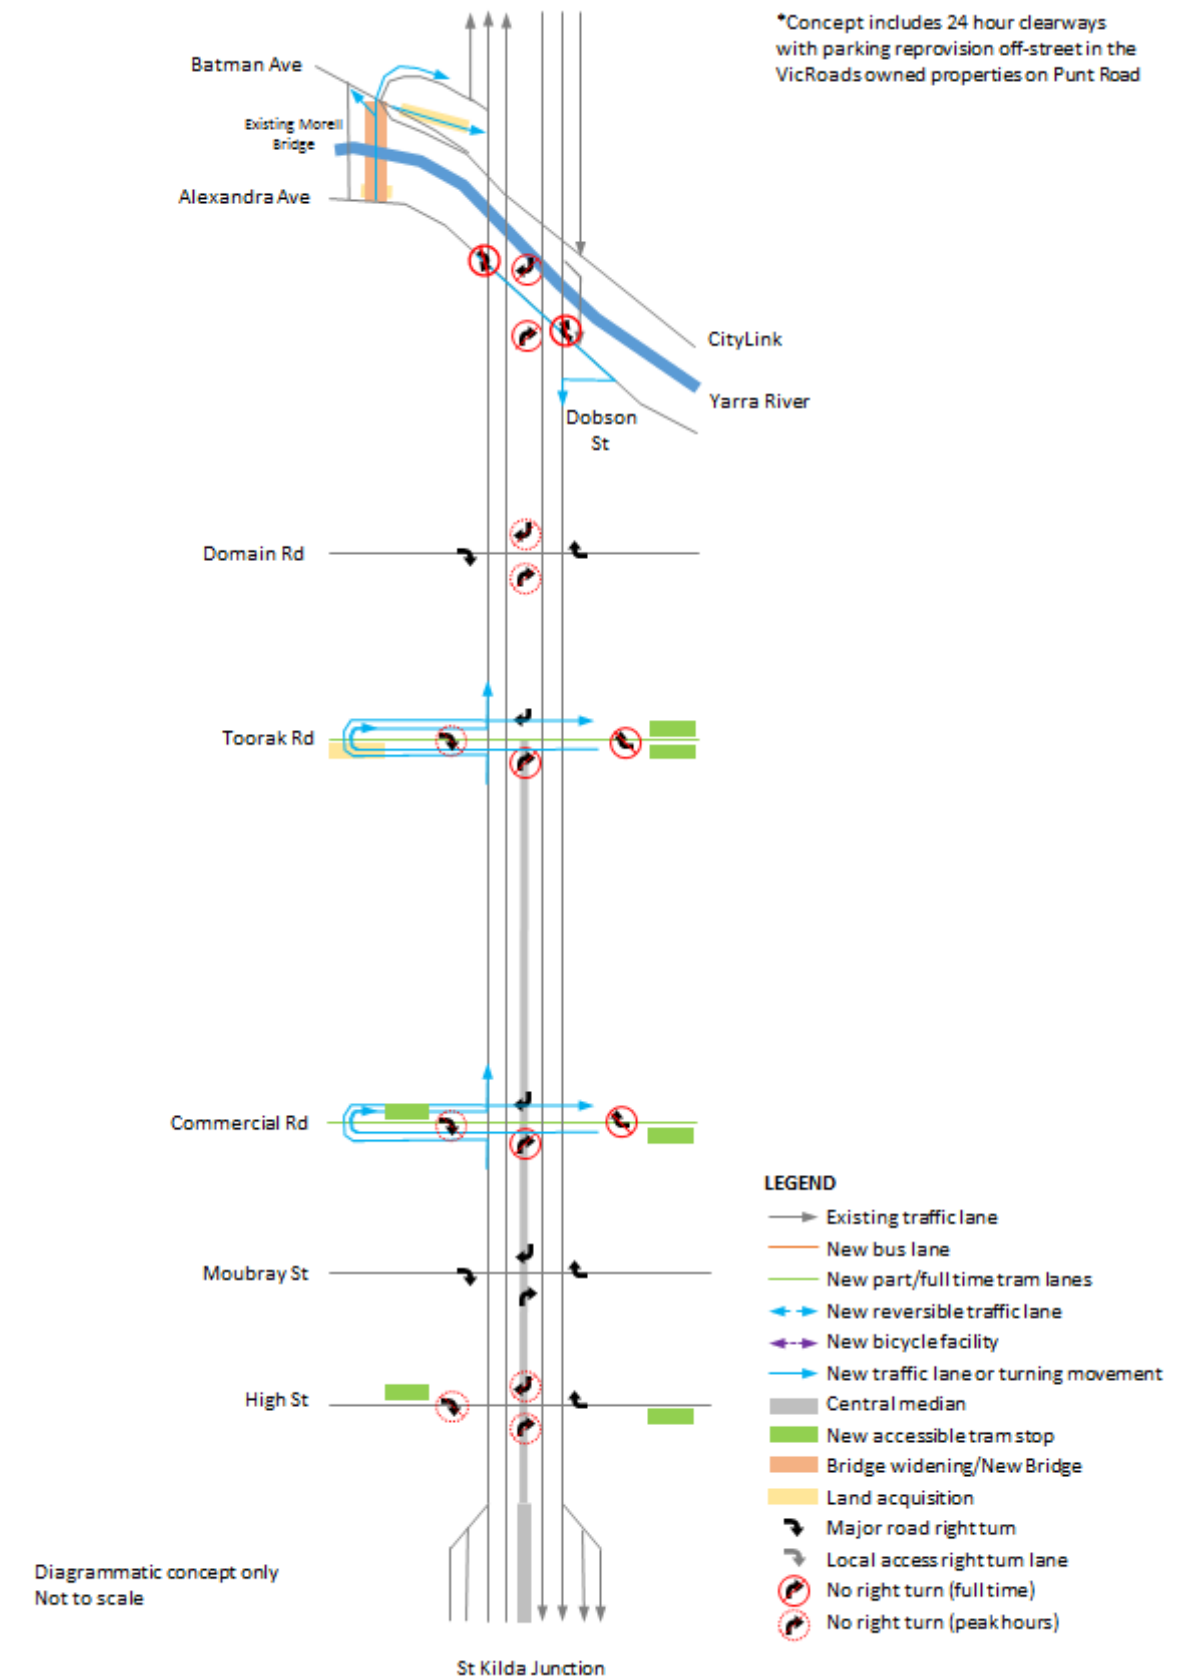 *Concept includes 24 hour clearways
with parking reprovision off-street in the
VicRoads owned properties on Punt Road
Batman Ave
Existing Morell
Bridge
Alexandra Ave
CityLink
Yarra River
Dobson
St
Domain Rd
Toorak Rd
Commercial Rd
Moubray St
High St
LEGEND
Existing traffic lane
New bus lane
New part/full time tram lanes
New reversible traffic lane
New bicycle facility
New traffic lane or turning movement
Central median
New accessible tram stop
Bridge widening/New Bridge
Land acquisition
Major road right turn
Local access right turn lane
No right turn (full time)
No right turn (peak hours)
Diagrammatic concept only
Not to scale
St Kilda Junction